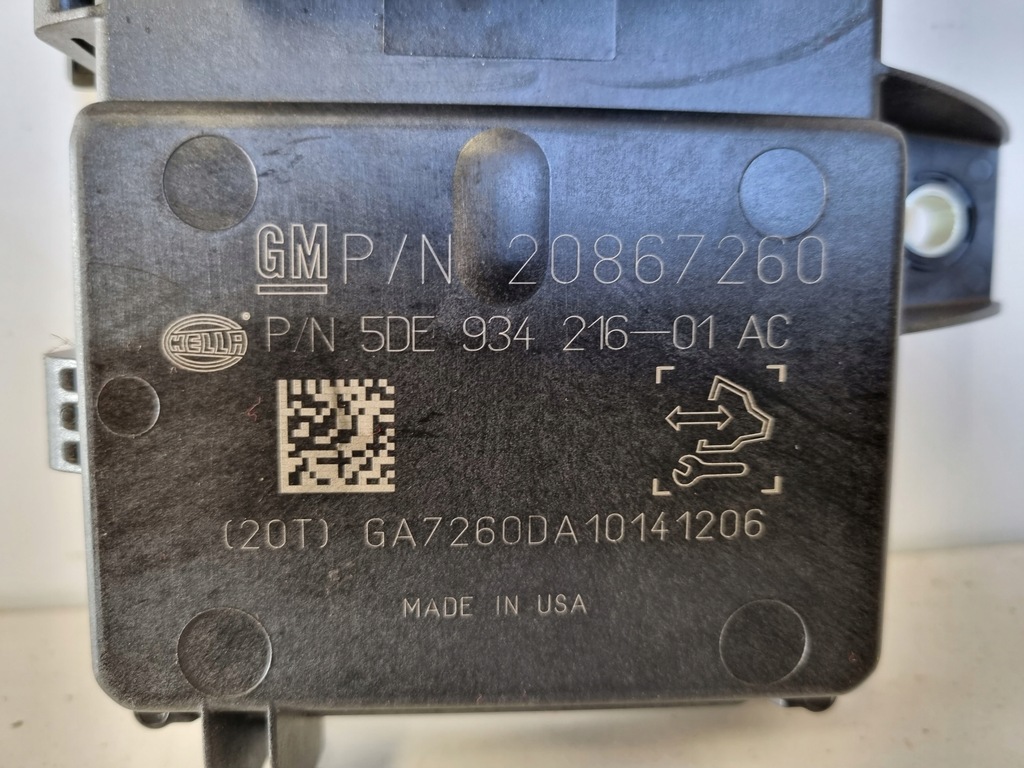 GM P/N 20867260
HELLA P/N 5DE 934 216-01 AC
(20T) GA7260DA10141206
MADE IN USA